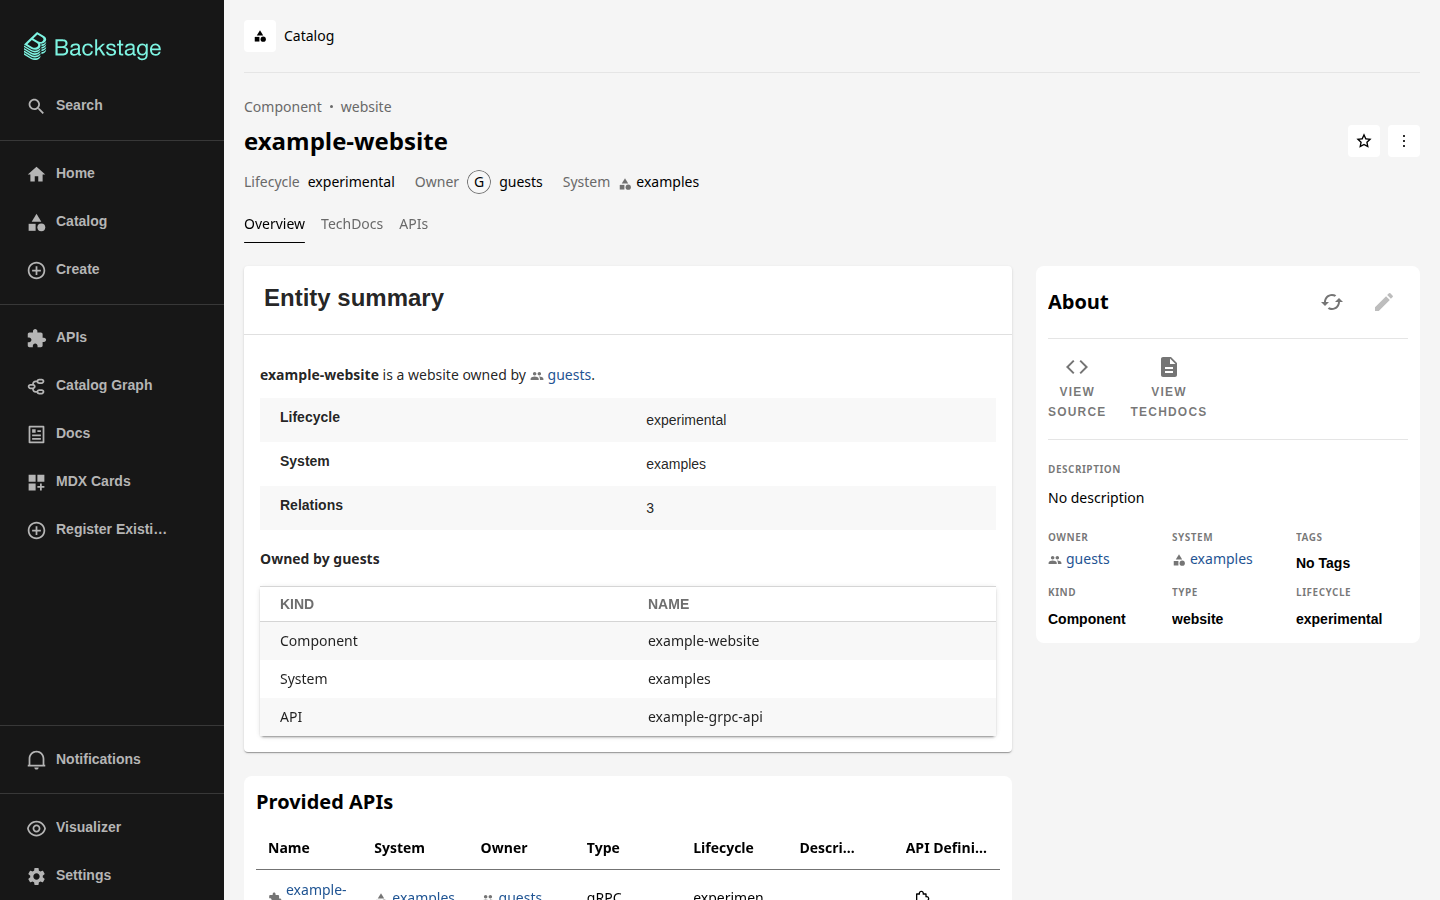 Backstage
Search
Home
Catalog
Create
APIs
Catalog Graph
Docs
MDX Cards
Register Existi…
Notifications
Visualizer
Settings
Catalog
Component • website
example-website
Lifecycle experimental Owner G guests System examples
Overview TechDocs APIs
Entity summary
example-website is a website owned by guests.
Lifecycle experimental
System examples
Relations 3
Owned by guests
KIND NAME
Component example-website
System examples
API example-grpc-api
Provided APIs
Name System Owner Type Lifecycle Descri... API Defini...
example- examples guests gRPC experimen
About
VIEW SOURCE
VIEW TECHDOCS
DESCRIPTION
No description
OWNER SYSTEM TAGS
guests examples No Tags
KIND TYPE LIFECYCLE
Component website experimental